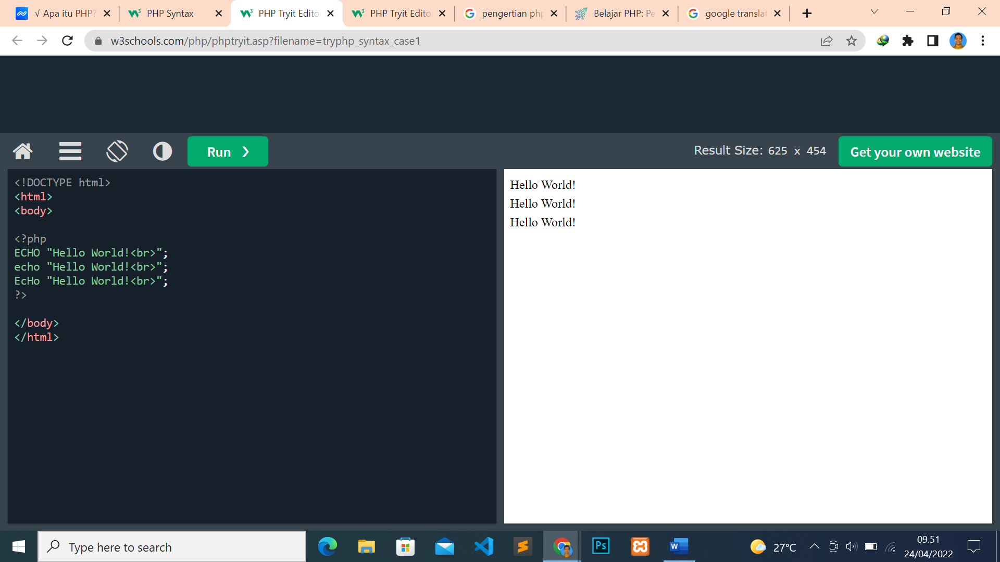 √ Apa itu PHP?
PHP Syntax
PHP Tryit Edito
PHP Tryit Edito
pengertian php
Belajar PHP: Pe
google translat
w3schools.com/php/phptryit.asp?filename=tryphp_syntax_case1
Run ❯
Result Size: 625 x 454
Get your own website
<!DOCTYPE html>
<html>
<body>
<?php
ECHO "Hello World!<br>";
echo "Hello World!<br>";
EcHo "Hello World!<br>";
?>
</body>
</html>
Hello World!
Hello World!
Hello World!
Type here to search
Ps
W
27°C
09.51
24/04/2022